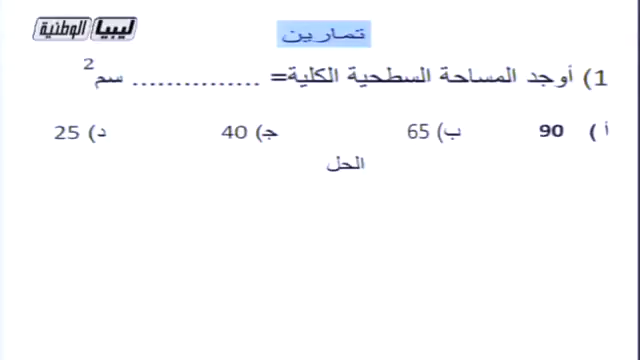 ليبيا الوطنية
تمارين
1) أوجد المساحة السطحية الكلية= ............... سم2
أ ) 90 ب) 65 ج) 40 د) 25
الحل